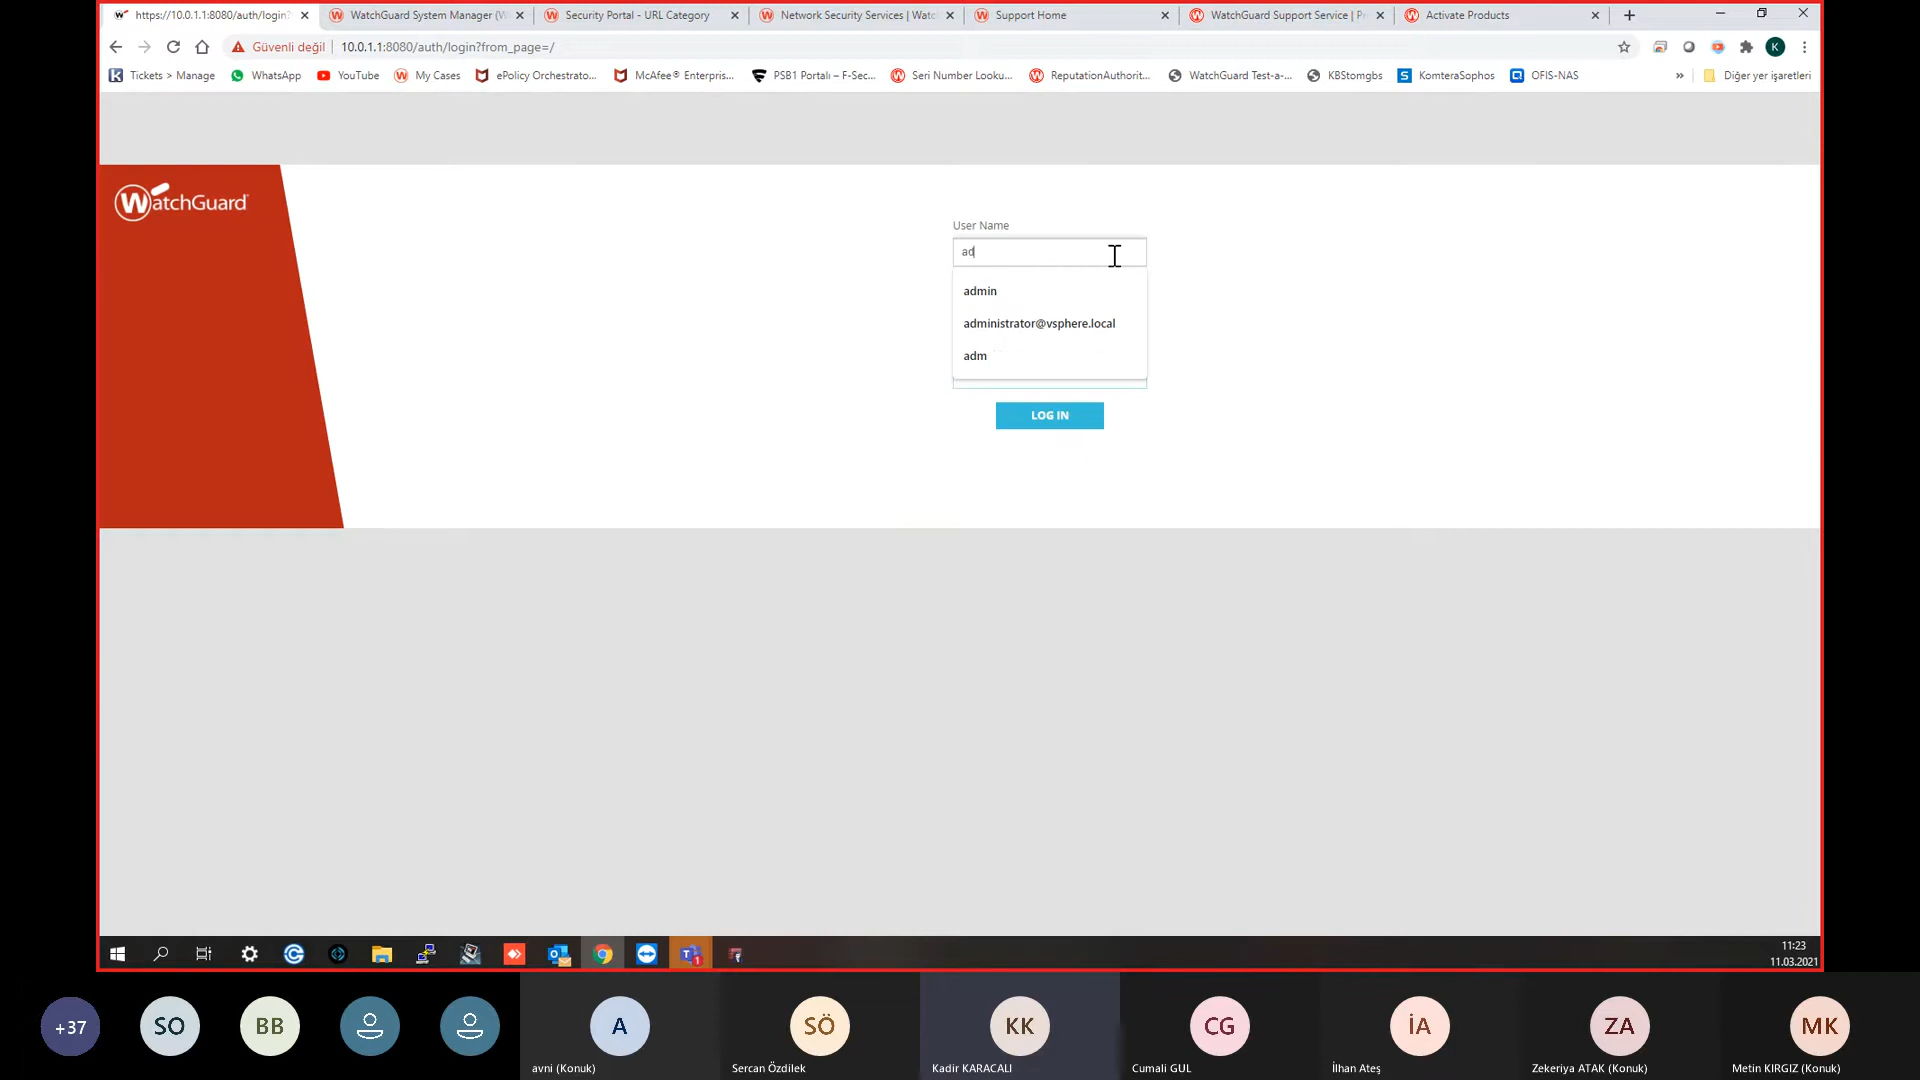 https://10.0.1.1:8080/auth/login?
WatchGuard System Manager (W
Security Portal - URL Category
Network Security Services | Watc
Support Home
WatchGuard Support Service | Pr
Activate Products
Güvenli değil
10.0.1.1:8080/auth/login?from_page=/
K
Tickets > Manage
WhatsApp
YouTube
My Cases
ePolicy Orchestrato...
McAfee® Enterpris...
PSB1 Portalı – F-Sec...
Seri Number Looku...
ReputationAuthorit...
WatchGuard Test-a-...
KBStomgbs
KomteraSophos
OFIS-NAS
»
Diğer yer işaretleri
WatchGuard
User Name
ad
admin
administrator@vsphere.local
adm
LOG IN
11:23
11.03.2021
+37
SO
BB
A
avni (Konuk)
SÖ
Sercan Özdilek
KK
Kadir KARACALI
CG
Cumali GUL
İA
İlhan Ateş
ZA
Zekeriya ATAK (Konuk)
MK
Metin KIRGIZ (Konuk)